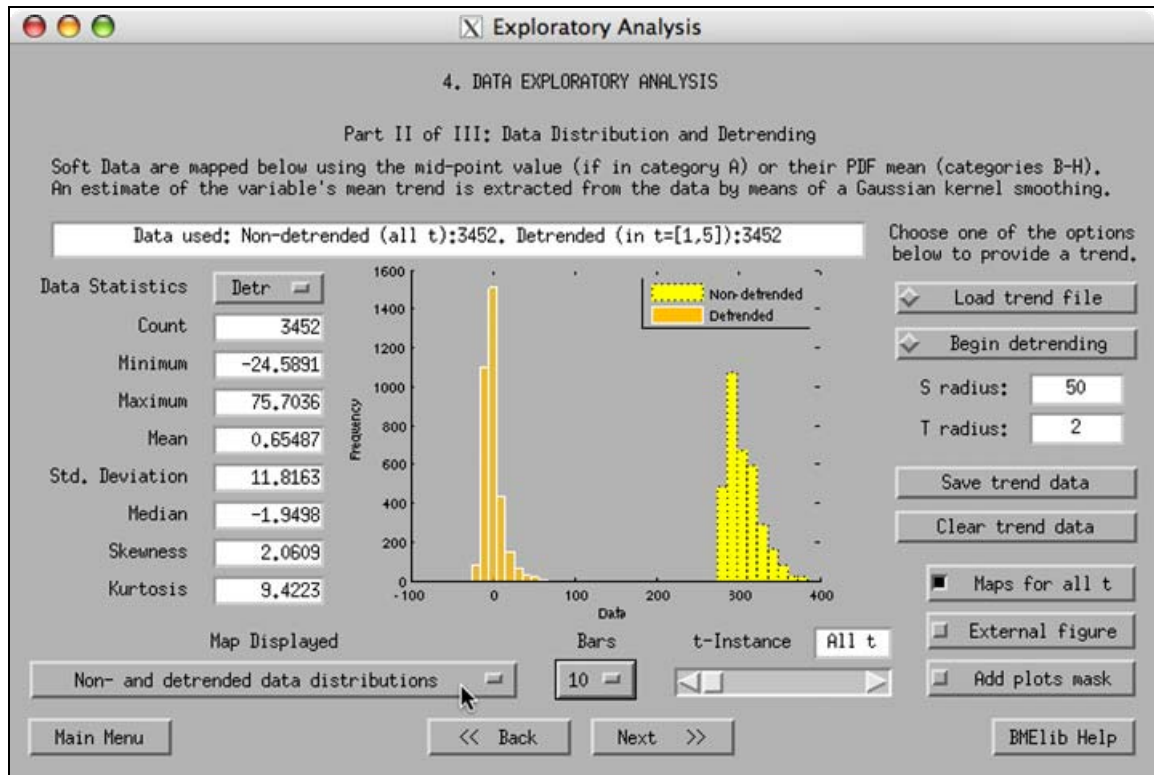 X Exploratory Analysis
4. DATA EXPLORATORY ANALYSIS
Part II of III: Data Distribution and Detrending
Soft Data are mapped below using the mid-point value (if in category A) or their PDF mean (categories B-H).
An estimate of the variable's mean trend is extracted from the data by means of a Gaussian kernel smoothing.
Data used: Non-detrended (all t):3452. Detrended (in t=[1,5]):3452
Choose one of the options
below to provide a trend.
Data Statistics Detr
Count 3452
Minimum -24.5891
Maximum 75.7036
Mean 0.65487
Std. Deviation 11.8163
Median -1.9498
Skewness 2.0609
Kurtosis 9.4223
1600
1400
1200
1000
800
600
400
200
0
Frequency
-100 0 100 200 300 400
Data
Non-detrended
Detrended
Load trend file
Begin detrending
S radius: 50
T radius: 2
Save trend data
Clear trend data
Maps for all t
External figure
Add plots mask
Map Displayed
Non- and detrended data distributions
Bars
10
t-Instance All t
Main Menu
<< Back
Next >>
BMElib Help